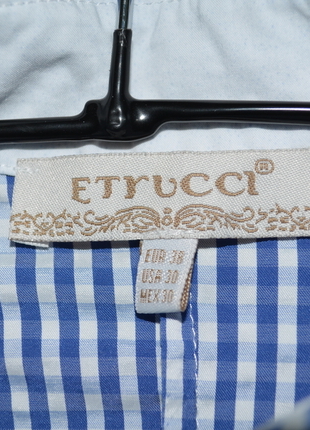 ETrUCCI®
EUR 38
USA 30
MEX 30